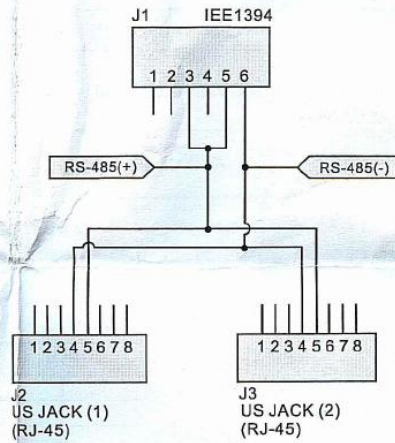 J1 IEE1394
1 2 3 4 5 6
RS-485(+) RS-485(-)
1 2 3 4 5 6 7 8 1 2 3 4 5 6 7 8
J2 J3
US JACK (1) US JACK (2)
(RJ-45) (RJ-45)